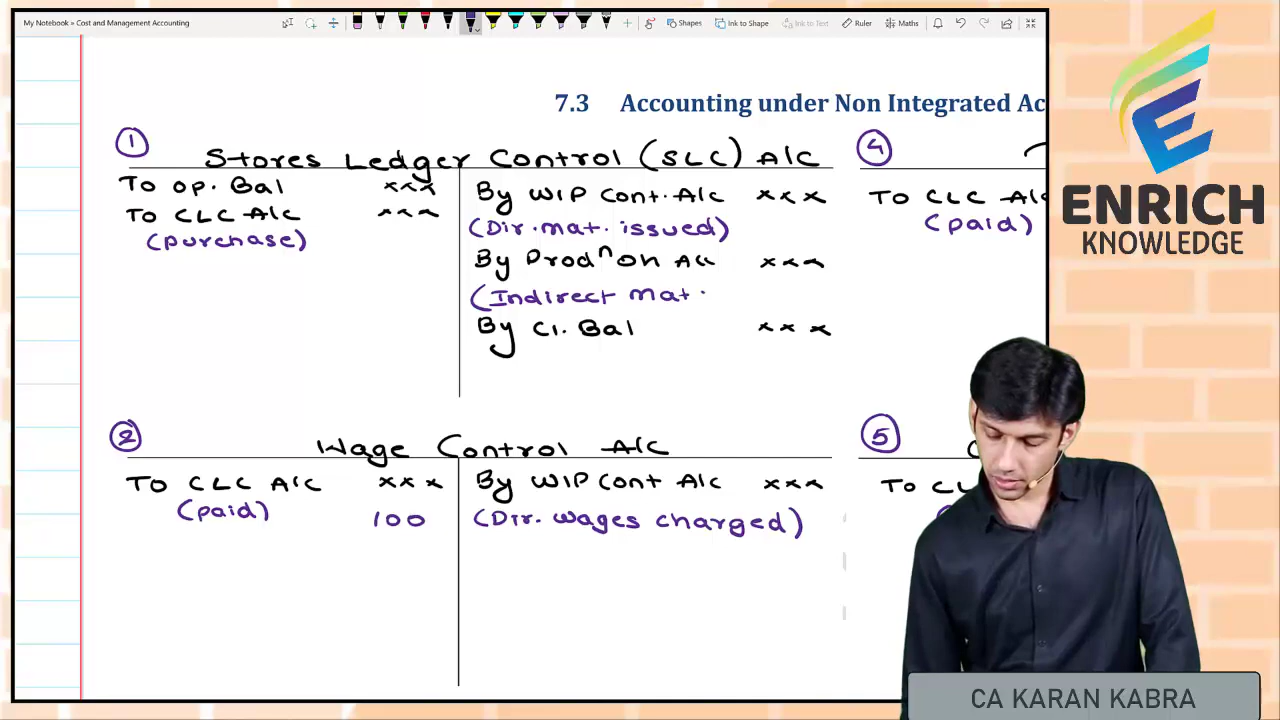 My Notebook » Cost and Management Accounting
Shapes
Ink to Shape
Ink to Text
Ruler
Maths
7.3 Accounting under Non Integrated Ac
1
Stores Ledger Control (SLC) A/C
To Op. Bal xxx
To CLC A/C xxx
(purchase)
By WIP Cont. A/c xxx
(Dir. mat. issued)
By Prodⁿ OH A/c xxx
(Indirect mat.
By Cl. Bal xxx
2
Wage Control A/C
To CLC A/C xxx
(paid) 100
By WIP Cont A/c xxx
(Dir. wages charged)
4
To CLC A/c
(paid)
5
To CL
ENRICH
KNOWLEDGE
CA KARAN KABRA